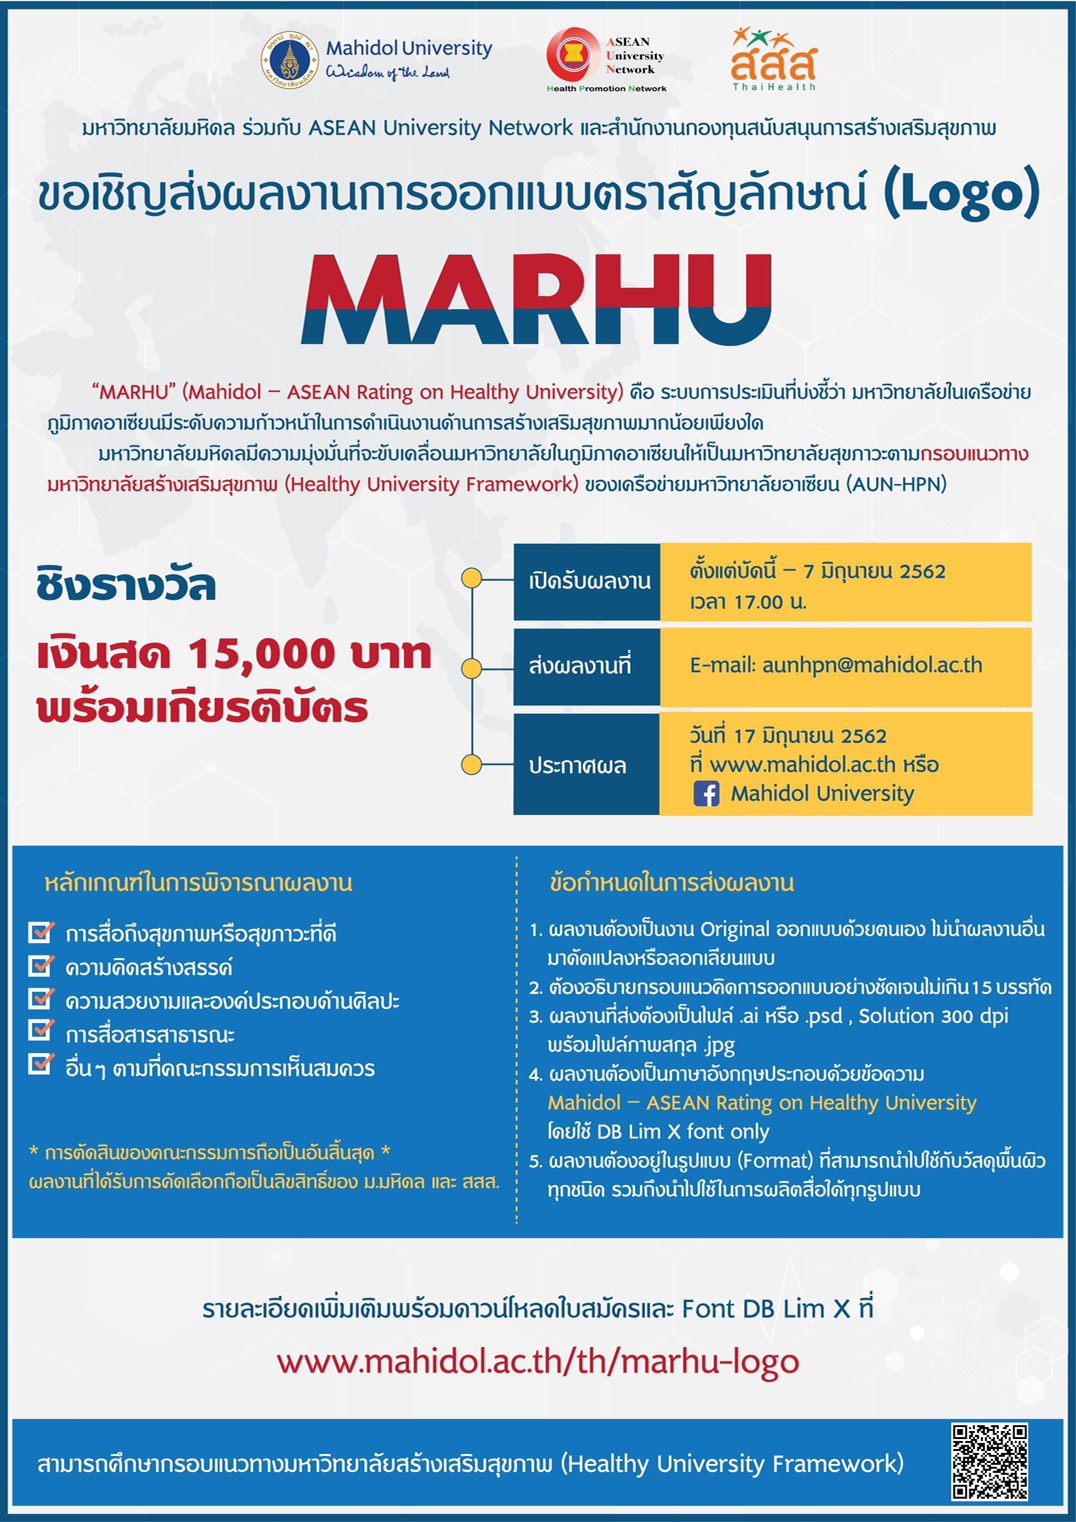 Mahidol University
Wisdom of the Land
ASEAN
University
Network
Health Promotion Network
สสส
ThaiHealth
มหาวิทยาลัยมหิดล ร่วมกับ ASEAN University Network และสำนักงานกองทุนสนับสนุนการสร้างเสริมสุขภาพ
ขอเชิญส่งผลงานการออกแบบตราสัญลักษณ์ (Logo)
MARHU
“MARHU” (Mahidol – ASEAN Rating on Healthy University) คือ ระบบการประเมินที่บ่งชี้ว่า มหาวิทยาลัยในเครือข่าย
ภูมิภาคอาเซียนมีระดับความก้าวหน้าในการดำเนินงานด้านการสร้างเสริมสุขภาพมากน้อยเพียงใด
มหาวิทยาลัยมหิดลมีความมุ่งมั่นที่จะขับเคลื่อนมหาวิทยาลัยในภูมิภาคอาเซียนให้เป็นมหาวิทยาลัยสุขภาวะตามกรอบแนวทาง
มหาวิทยาลัยสร้างเสริมสุขภาพ (Healthy University Framework) ของเครือข่ายมหาวิทยาลัยอาเซียน (AUN-HPN)
ชิงรางวัล
เงินสด 15,000 บาท
พร้อมเกียรติบัตร
เปิดรับผลงาน
ตั้งแต่บัดนี้ – 7 มิถุนายน 2562
เวลา 17.00 น.
ส่งผลงานที่
E-mail: aunhpn@mahidol.ac.th
ประกาศผล
วันที่ 17 มิถุนายน 2562
ที่ www.mahidol.ac.th หรือ
Mahidol University
หลักเกณฑ์ในการพิจารณาผลงาน
การสื่อถึงสุขภาพหรือสุขภาวะที่ดี
ความคิดสร้างสรรค์
ความสวยงามและองค์ประกอบด้านศิลปะ
การสื่อสารสาธารณะ
อื่นๆ ตามที่คณะกรรมการเห็นสมควร
* การตัดสินของคณะกรรมการถือเป็นอันสิ้นสุด *
ผลงานที่ได้รับการคัดเลือกถือเป็นลิขสิทธิ์ของ ม.มหิดล และ สสส.
ข้อกำหนดในการส่งผลงาน
1. ผลงานต้องเป็นงาน Original ออกแบบด้วยตนเอง ไม่นำผลงานอื่น
มาดัดแปลงหรือลอกเลียนแบบ
2. ต้องอธิบายกรอบแนวคิดการออกแบบอย่างชัดเจนไม่เกิน 15 บรรทัด
3. ผลงานที่ส่งต้องเป็นไฟล์ .ai หรือ .psd , Solution 300 dpi
พร้อมไฟล์ภาพสกุล .jpg
4. ผลงานต้องเป็นภาษาอังกฤษประกอบด้วยข้อความ
Mahidol – ASEAN Rating on Healthy University
โดยใช้ DB Lim X font only
5. ผลงานต้องอยู่ในรูปแบบ (Format) ที่สามารถนำไปใช้กับวัสดุพื้นผิว
ทุกชนิด รวมถึงนำไปใช้ในการผลิตสื่อได้ทุกรูปแบบ
รายละเอียดเพิ่มเติมพร้อมดาวน์โหลดใบสมัครและ Font DB Lim X ที่
www.mahidol.ac.th/th/marhu-logo
สามารถศึกษากรอบแนวทางมหาวิทยาลัยสร้างเสริมสุขภาพ (Healthy University Framework)